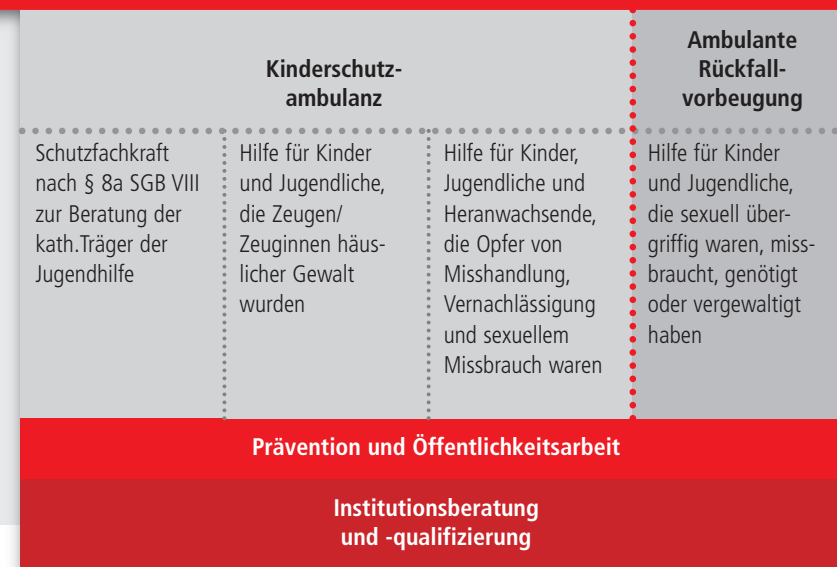 Kinderschutz-
ambulanz
Ambulante
Rückfall-
vorbeugung
Schutzfachkraft
nach § 8a SGB VIII
zur Beratung der
kath.Träger der
Jugendhilfe
Hilfe für Kinder
und Jugendliche,
die Zeugen/
Zeuginnen häus-
licher Gewalt
wurden
Hilfe für Kinder,
Jugendliche und
Heranwachsende,
die Opfer von
Misshandlung,
Vernachlässigung
und sexuellem
Missbrauch waren
Hilfe für Kinder
und Jugendliche,
die sexuell über-
griffig waren, miss-
braucht, genötigt
oder vergewaltigt
haben
Prävention und Öffentlichkeitsarbeit
Institutionsberatung
und -qualifizierung